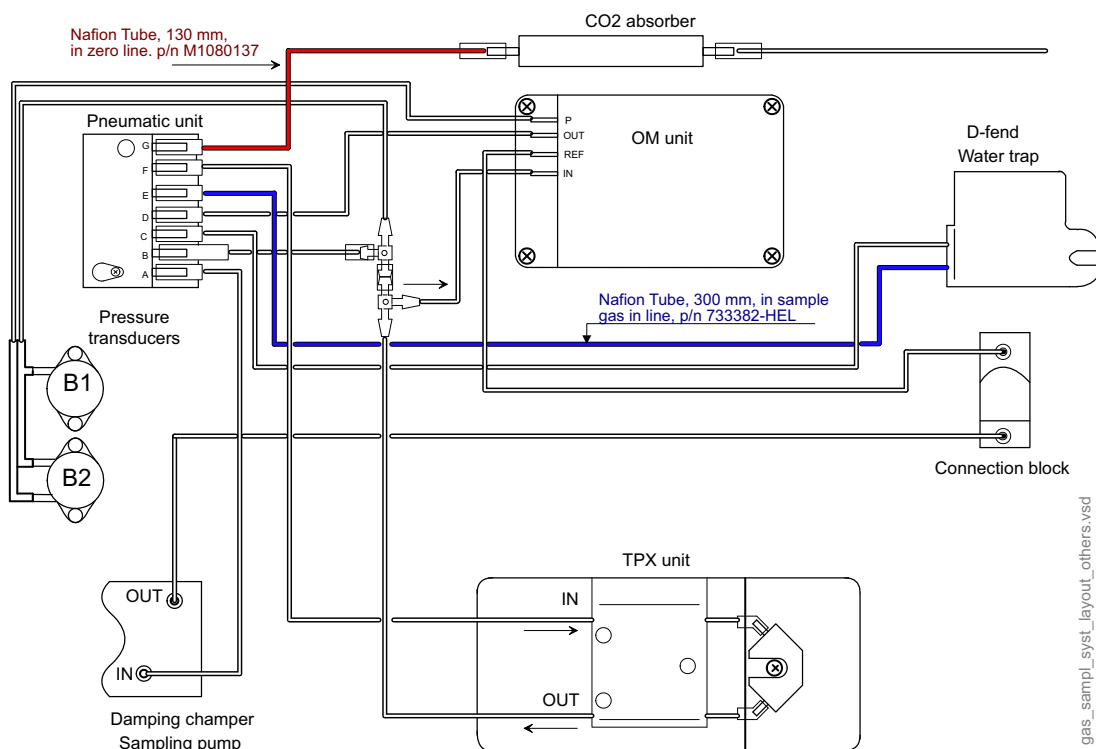 CO2 absorber
Nafion Tube, 130 mm,
in zero line. p/n M1080137
Pneumatic unit
G
F
E
D
C
B
A
P
OUT
REF
IN
OM unit
D-fend
Water trap
Pressure
transducers
Nafion Tube, 300 mm, in sample
gas in line, p/n 733382-HEL
B1
B2
Connection block
OUT
IN
Damping champer
Sampling pump
TPX unit
IN
OUT
gas_sampl_syst_layout_others.vsd